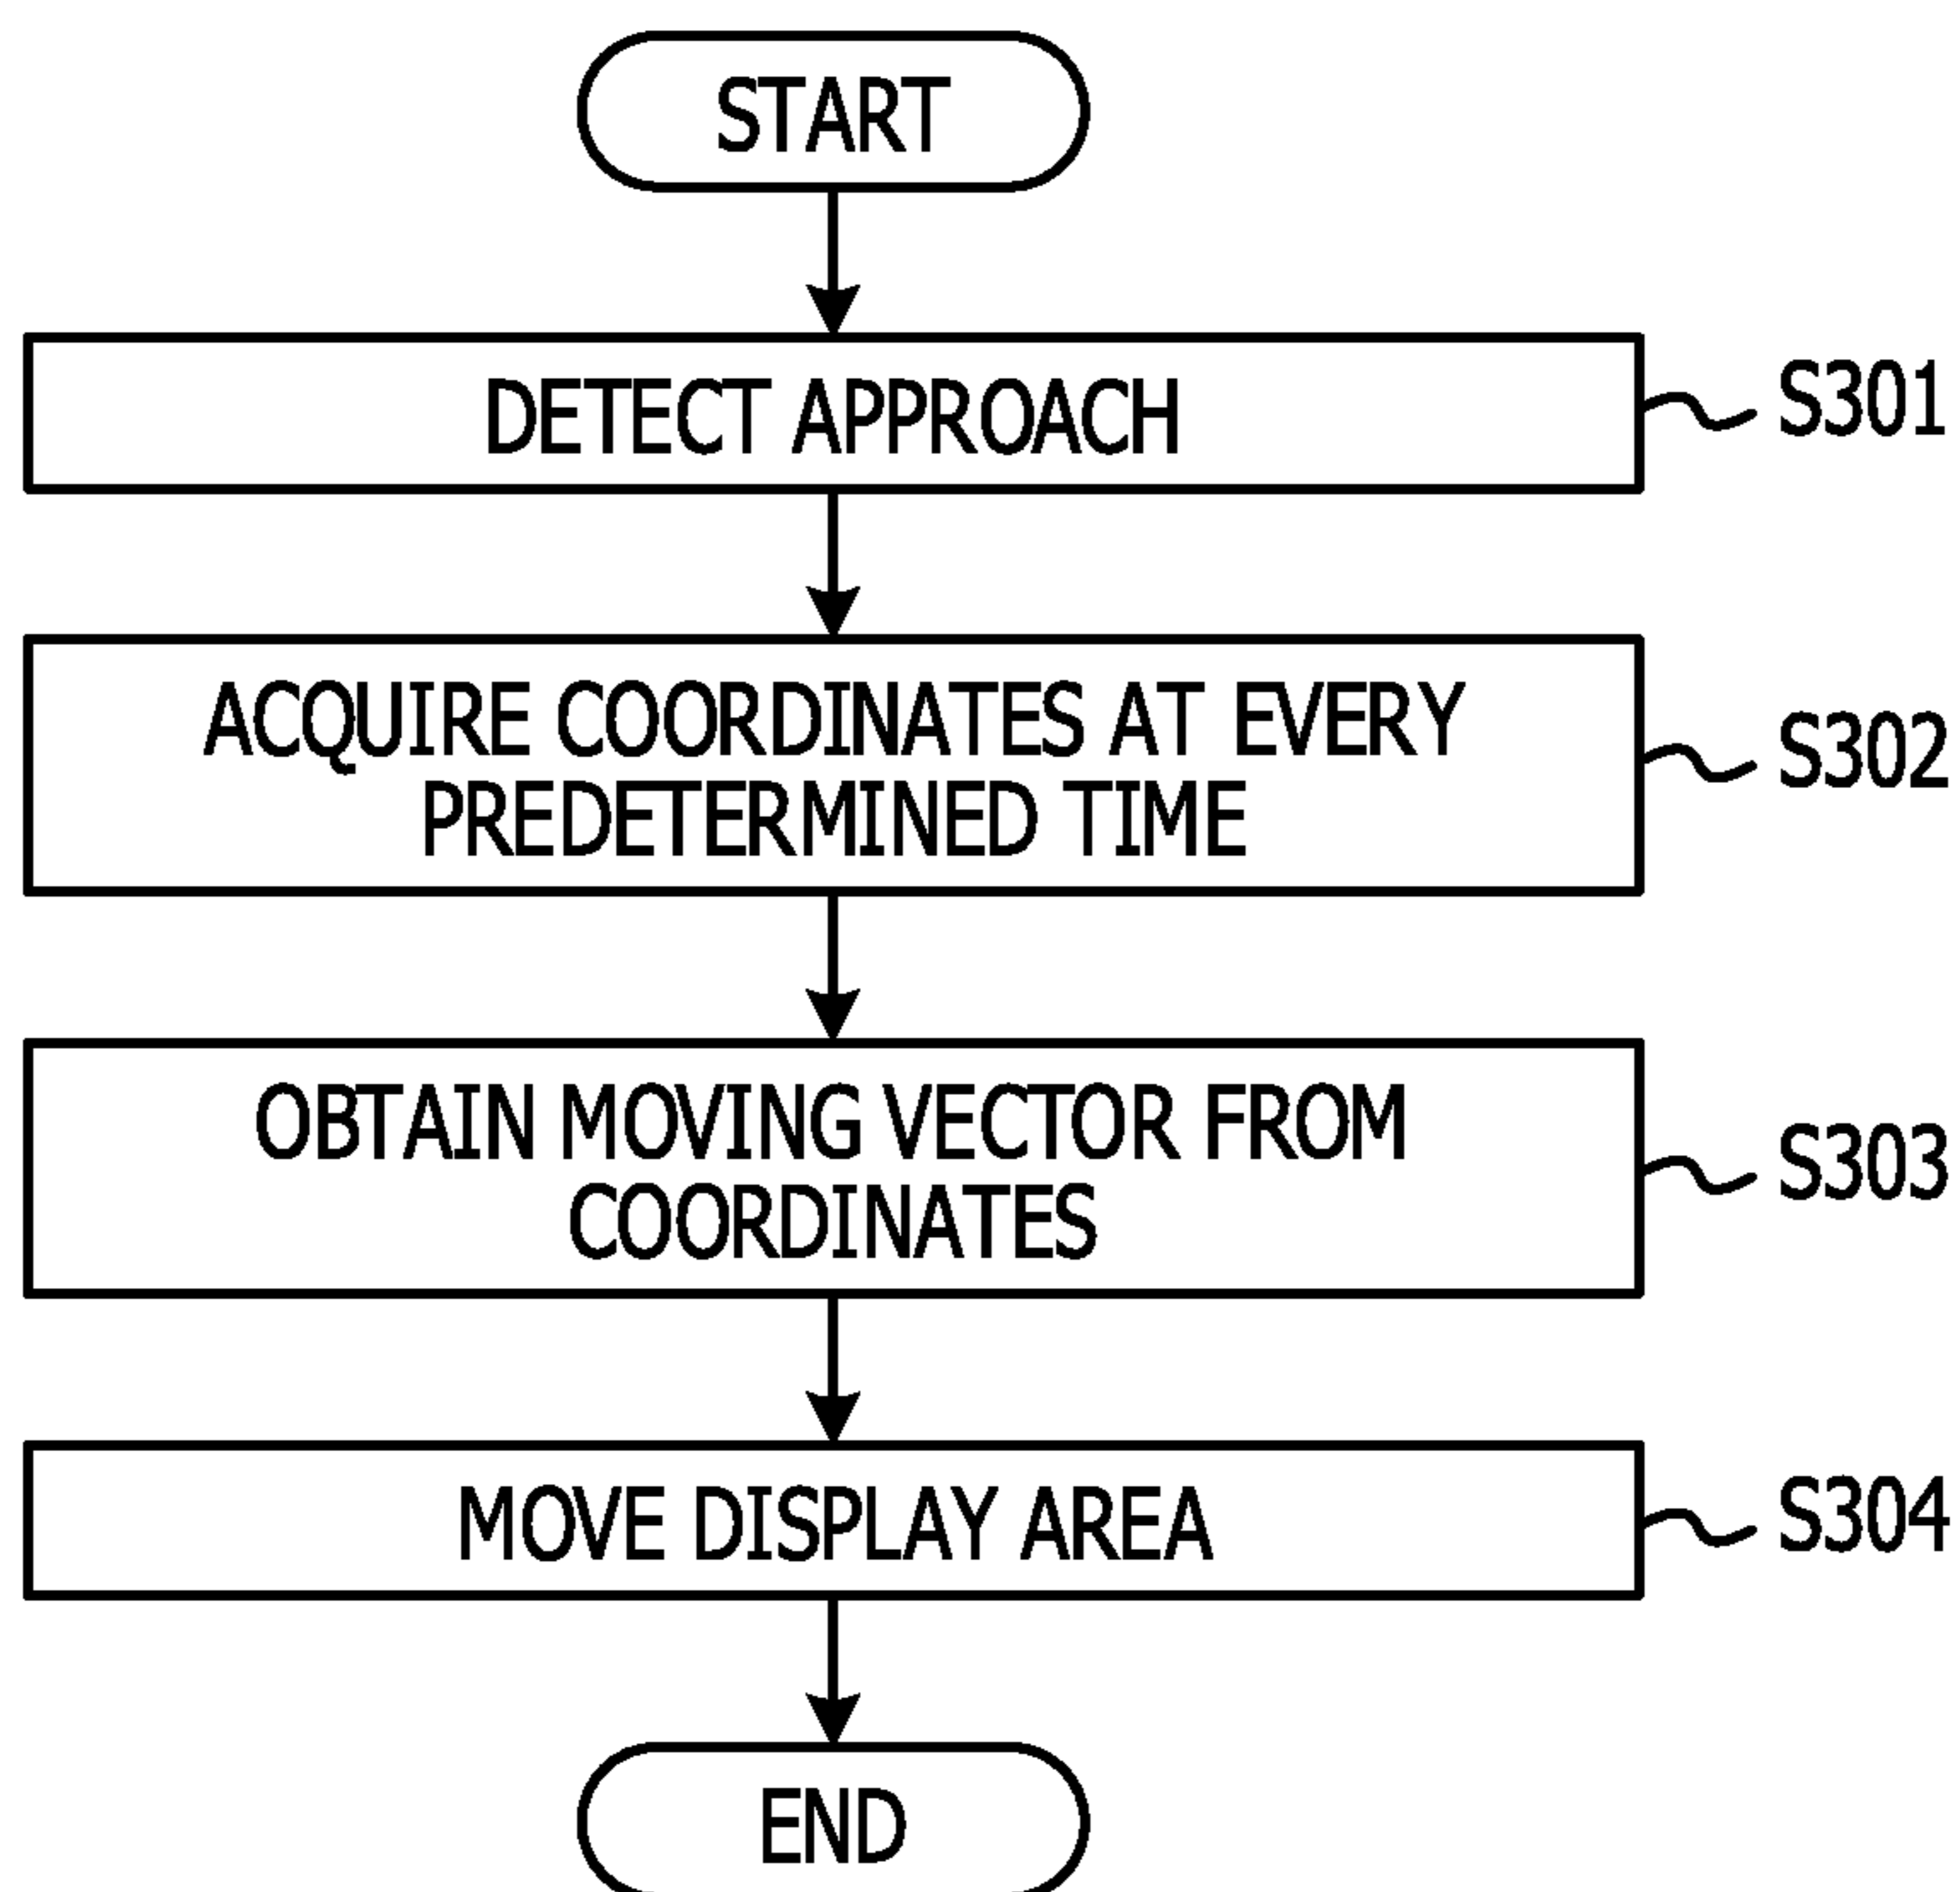 START
DETECT APPROACH
S301
ACQUIRE COORDINATES AT EVERY
PREDETERMINED TIME
S302
OBTAIN MOVING VECTOR FROM
COORDINATES
S303
MOVE DISPLAY AREA
S304
END